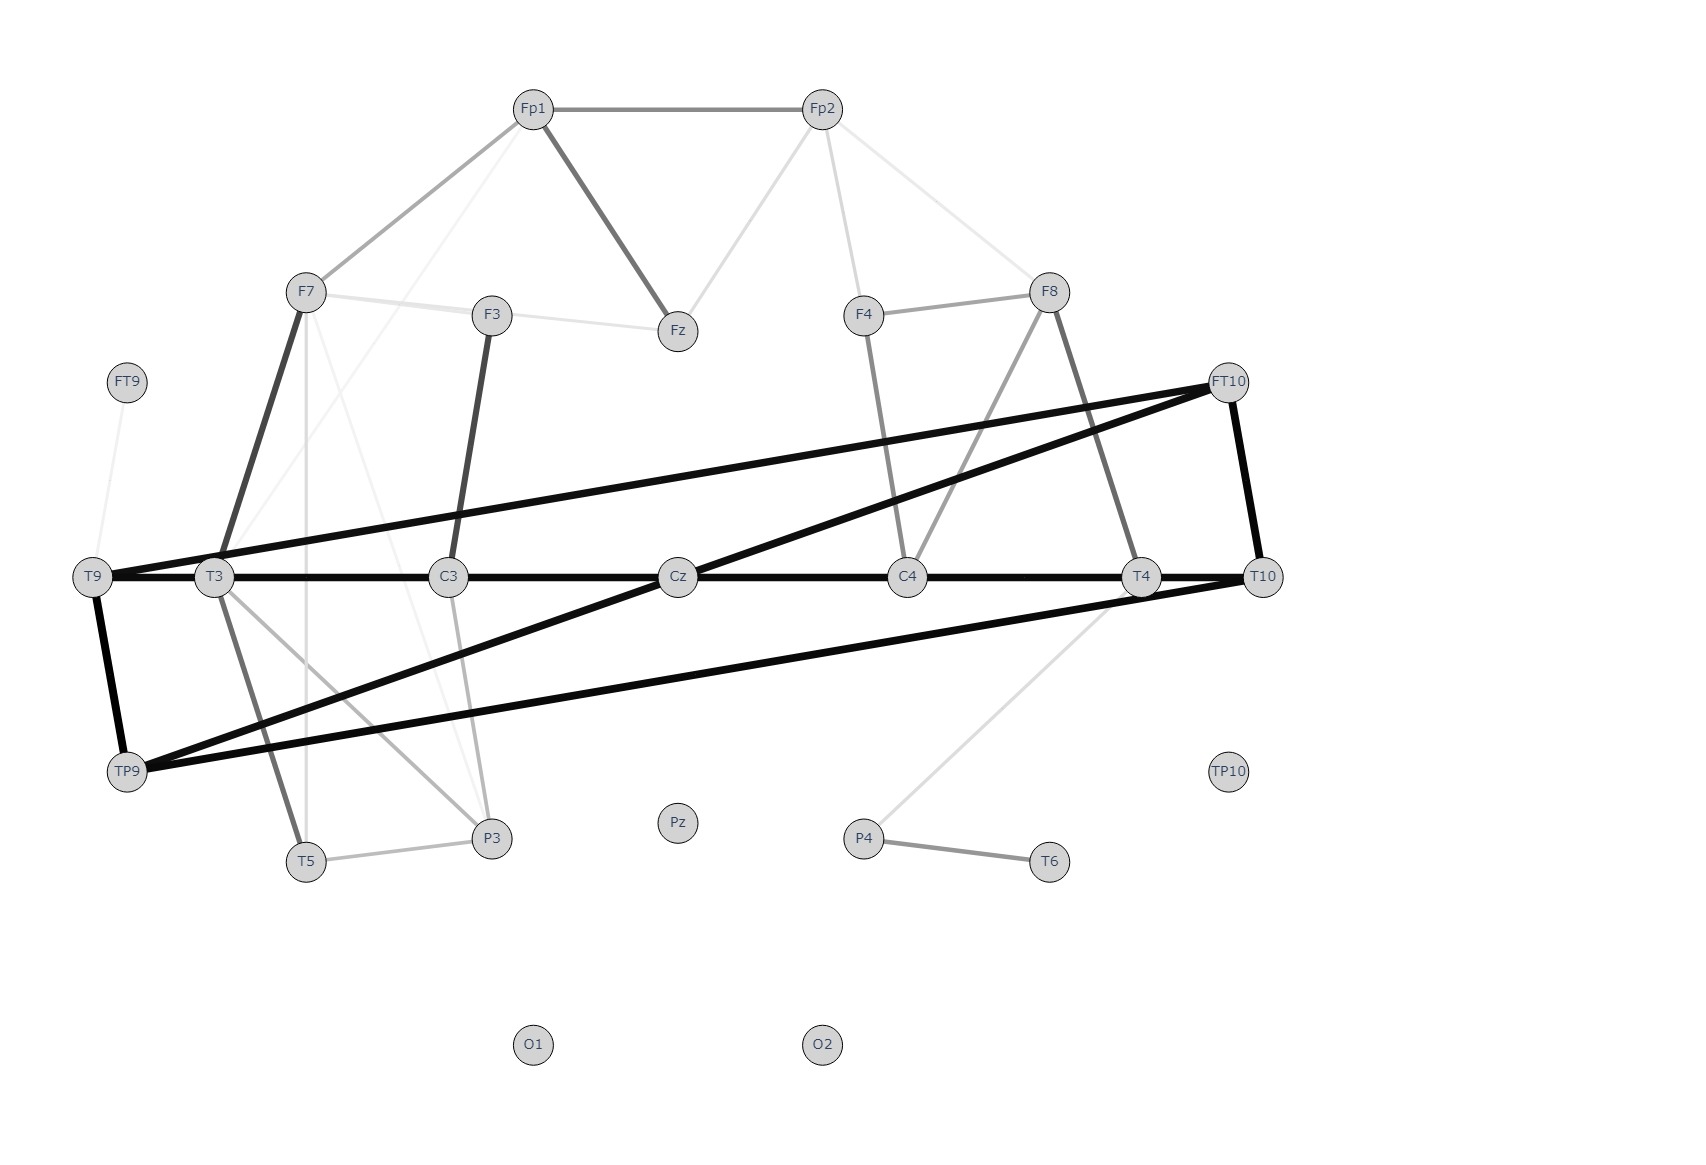 Fp1 Fp2
F7 F3 Fz F4 F8
FT9 FT10
T9 T3 C3 Cz C4 T4 T10
TP9 TP10
T5 P3 Pz P4 T6
O1 O2